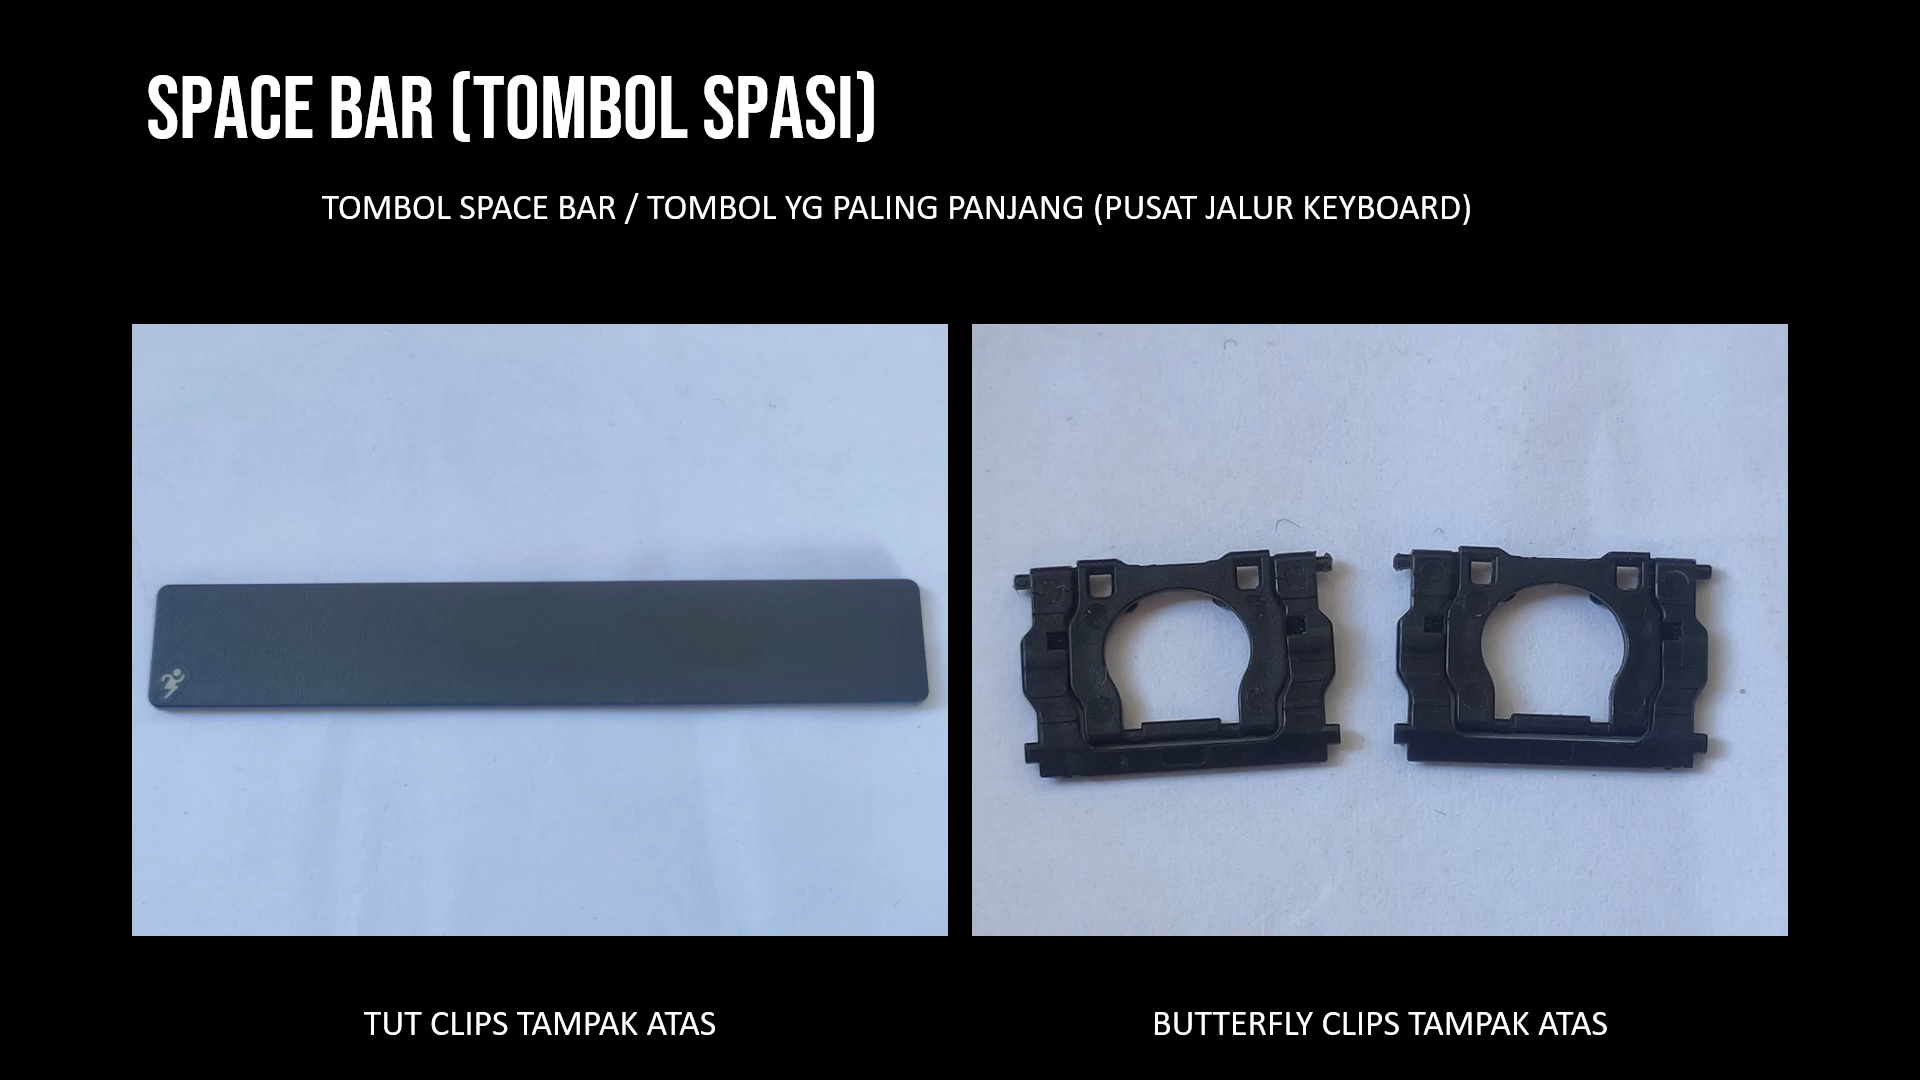 SPACE BAR (TOMBOL SPASI)
TOMBOL SPACE BAR / TOMBOL YG PALING PANJANG (PUSAT JALUR KEYBOARD)
TUT CLIPS TAMPAK ATAS
BUTTERFLY CLIPS TAMPAK ATAS